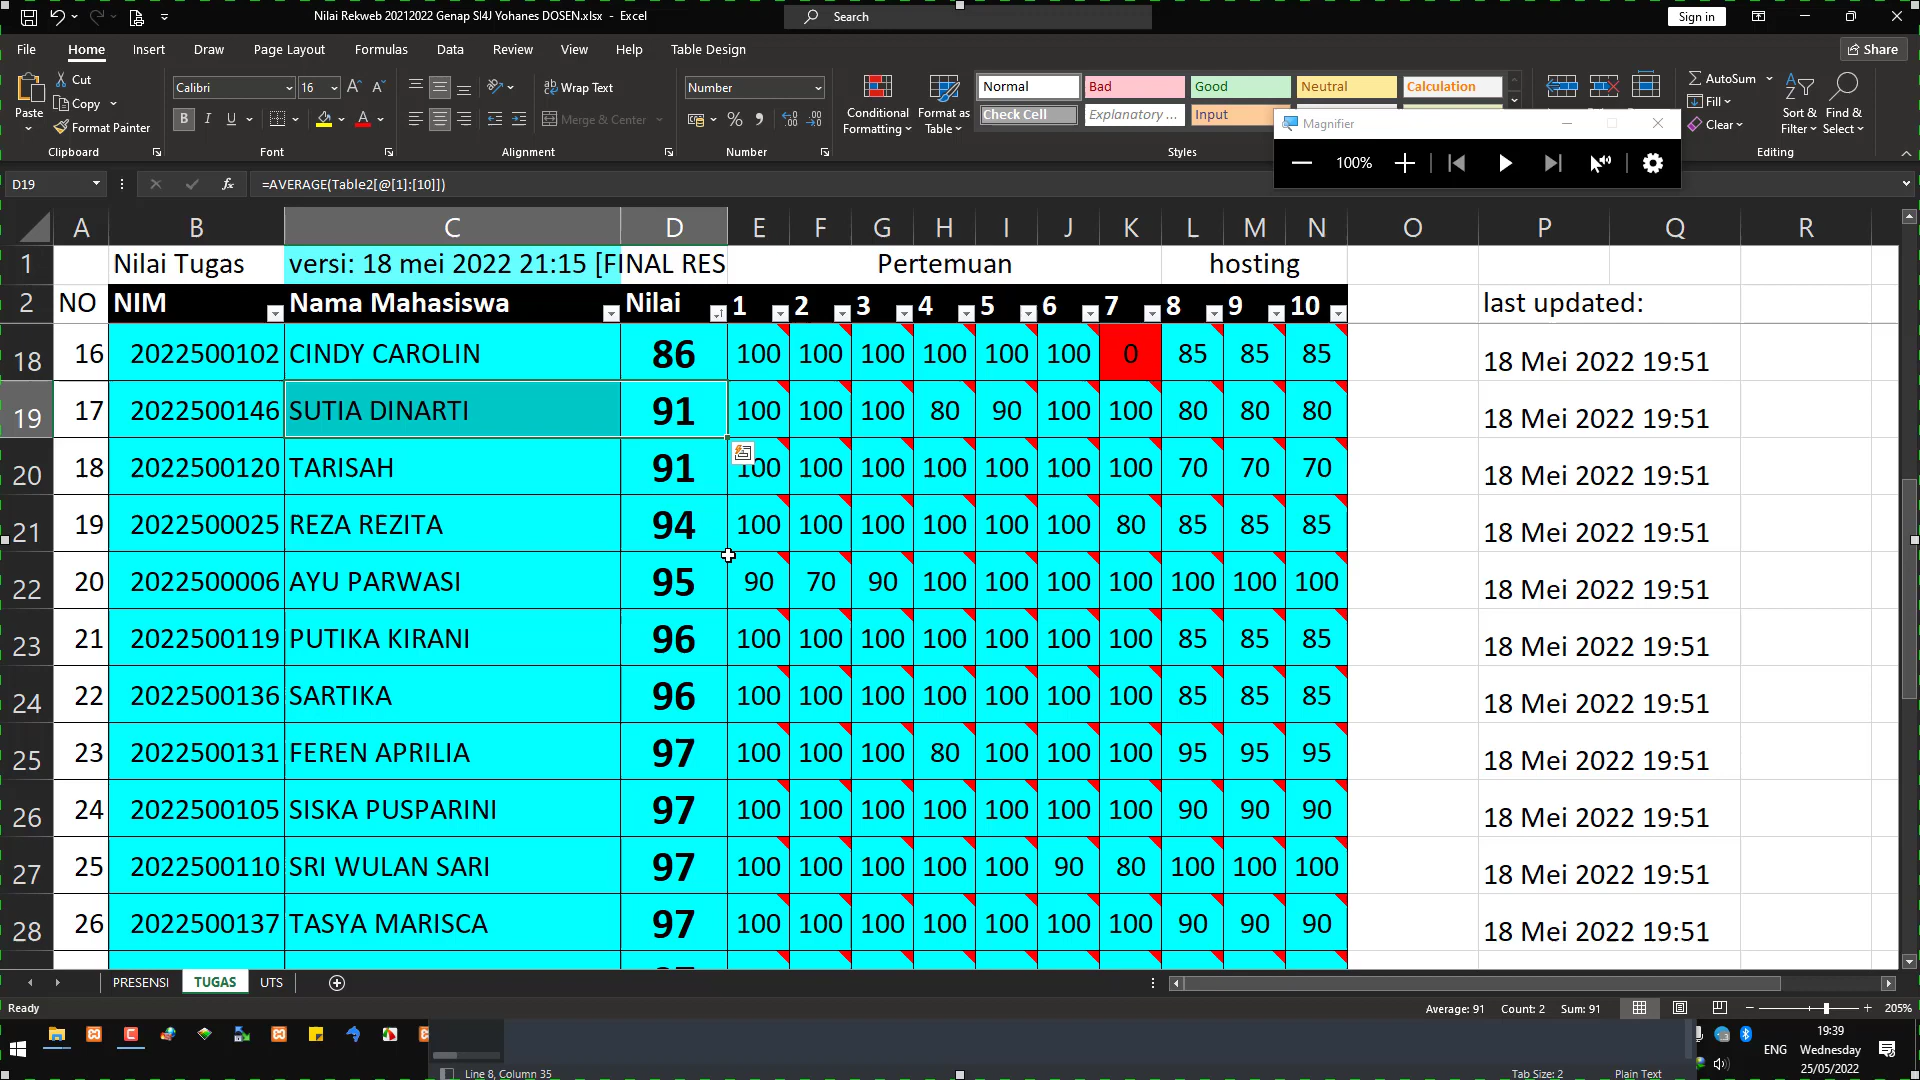 Nilai Rekweb 20212022 Genap SI4J Yohanes DOSEN.xlsx - Excel
Search
Sign in
File Home Insert Draw Page Layout Formulas Data Review View Help Table Design
Share
Paste
Cut
Copy
Format Painter
Clipboard
Calibri 16
B I U
Font
Wrap Text
Merge & Center
Alignment
Number
Number
Conditional Formatting
Format as Table
Normal Bad Good Neutral Calculation
Check Cell Explanatory ... Input
Styles
AutoSum
Fill
Clear
Sort & Filter
Find & Select
Editing
Magnifier
100%
D19 fx =AVERAGE(Table2[@[1]:[10]])
A B C D E F G H I J K L M N O P Q R
1 Nilai Tugas versi: 18 mei 2022 21:15 [FINAL RES Pertemuan hosting
2 NO NIM Nama Mahasiswa Nilai 1 2 3 4 5 6 7 8 9 10 last updated:
18 16 2022500102 CINDY CAROLIN 86 100 100 100 100 100 100 0 85 85 85 18 Mei 2022 19:51
19 17 2022500146 SUTIA DINARTI 91 100 100 100 80 90 100 100 80 80 80 18 Mei 2022 19:51
20 18 2022500120 TARISAH 91 100 100 100 100 100 100 100 70 70 70 18 Mei 2022 19:51
21 19 2022500025 REZA REZITA 94 100 100 100 100 100 100 80 85 85 85 18 Mei 2022 19:51
22 20 2022500006 AYU PARWASI 95 90 70 90 100 100 100 100 100 100 100 18 Mei 2022 19:51
23 21 2022500119 PUTIKA KIRANI 96 100 100 100 100 100 100 100 85 85 85 18 Mei 2022 19:51
24 22 2022500136 SARTIKA 96 100 100 100 100 100 100 100 85 85 85 18 Mei 2022 19:51
25 23 2022500131 FEREN APRILIA 97 100 100 100 80 100 100 100 95 95 95 18 Mei 2022 19:51
26 24 2022500105 SISKA PUSPARINI 97 100 100 100 100 100 100 100 90 90 90 18 Mei 2022 19:51
27 25 2022500110 SRI WULAN SARI 97 100 100 100 100 100 90 80 100 100 100 18 Mei 2022 19:51
28 26 2022500137 TASYA MARISCA 97 100 100 100 100 100 100 100 90 90 90 18 Mei 2022 19:51
PRESENSI TUGAS UTS
Ready
Average: 91 Count: 2 Sum: 91
205%
Line 8, Column 35
Tab Size: 2
Plain Text
ENG
19:39
Wednesday
25/05/2022